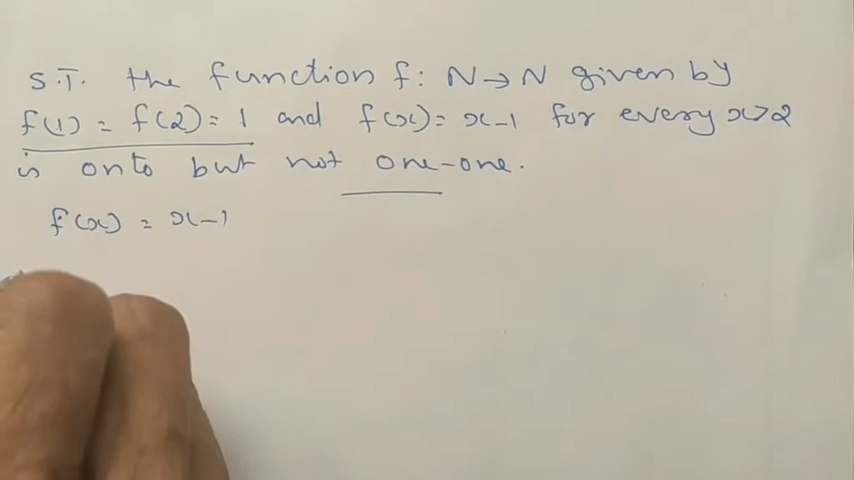 S.T. the function f: N→N given by
f(1) = f(2) = 1 and f(x) = x-1 for every x>2
is onto but not one-one.
f(x) = x-1